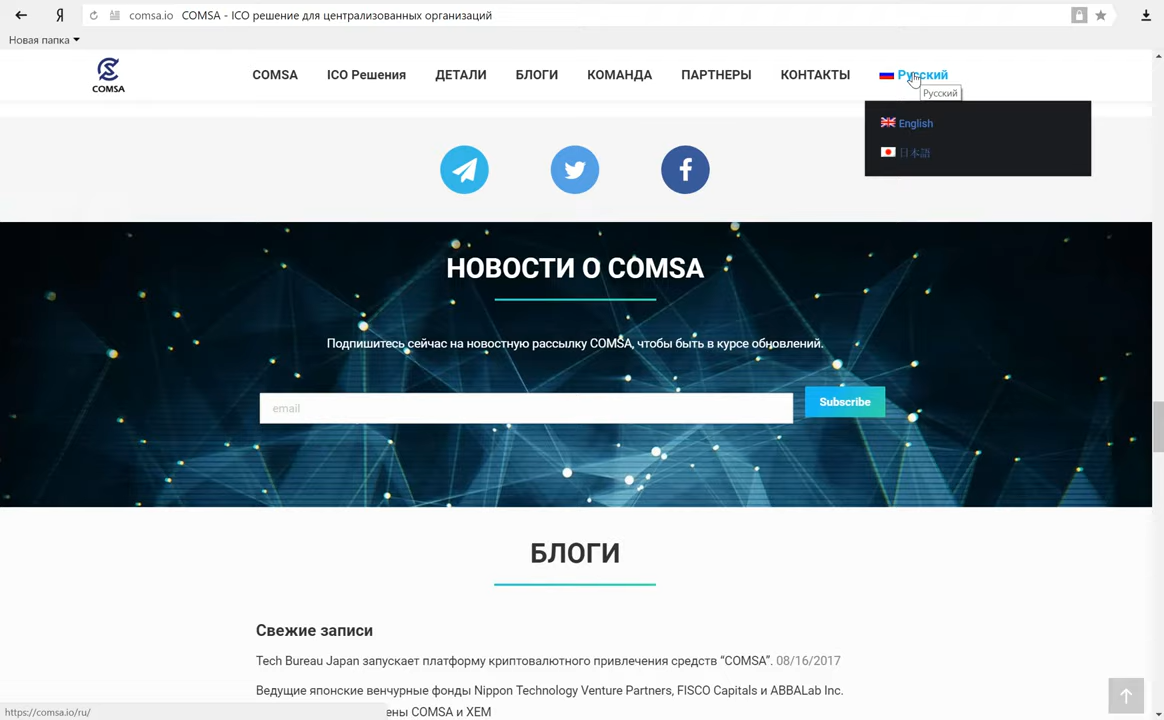 Я
comsa.io COMSA - ICO решение для централизованных организаций
Новая папка
COMSA
COMSA ICO Решения ДЕТАЛИ БЛОГИ КОМАНДА ПАРТНЕРЫ КОНТАКТЫ Русский
Русский
English
日本語
НОВОСТИ О COMSA
Подпишитесь сейчас на новостную рассылку COMSA, чтобы быть в курсе обновлений.
email Subscribe
БЛОГИ
Свежие записи
Tech Bureau Japan запускает платформу криптовалютного привлечения средств “COMSA”. 08/16/2017
Ведущие японские венчурные фонды Nippon Technology Venture Partners, FISCO Capitals и ABBALab Inc.
ены COMSA и XEM
https://comsa.io/ru/